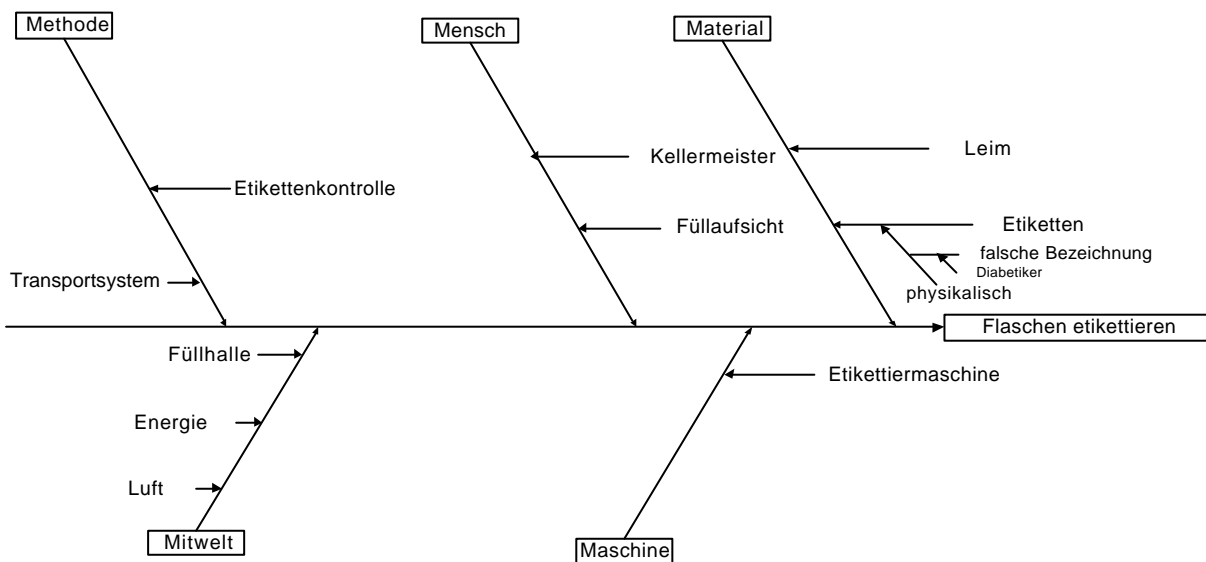 Methode
Mensch
Material
Kellermeister
Leim
Etikettenkontrolle
Füllaufsicht
Etiketten
falsche Bezeichnung
Diabetiker
Transportsystem
physikalisch
Flaschen etikettieren
Füllhalle
Etikettiermaschine
Energie
Luft
Mitwelt
Maschine